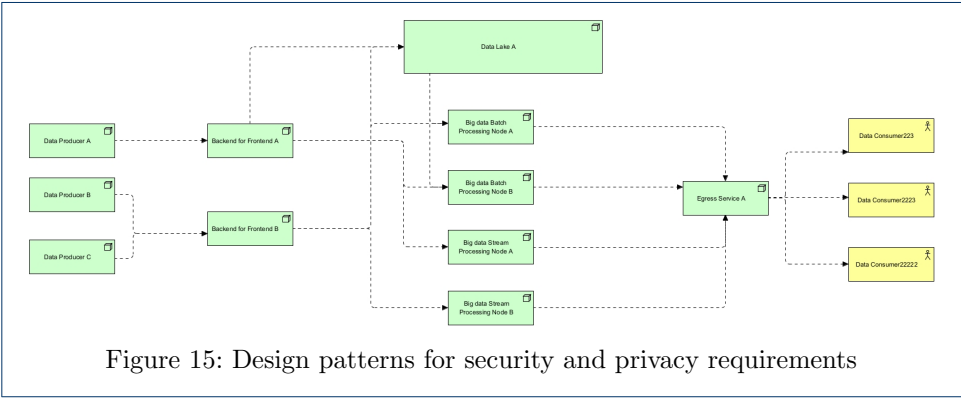 Data Lake A
Data Producer A
Backend for Frontend A
Big data Batch
Processing Node A
Data Consumer223
Data Producer B
Big data Batch
Processing Node B
Egress Service A
Data Consumer2223
Backend for Frontend B
Data Producer C
Big data Stream
Processing Node A
Data Consumer22222
Big data Stream
Processing Node B
Figure 15: Design patterns for security and privacy requirements